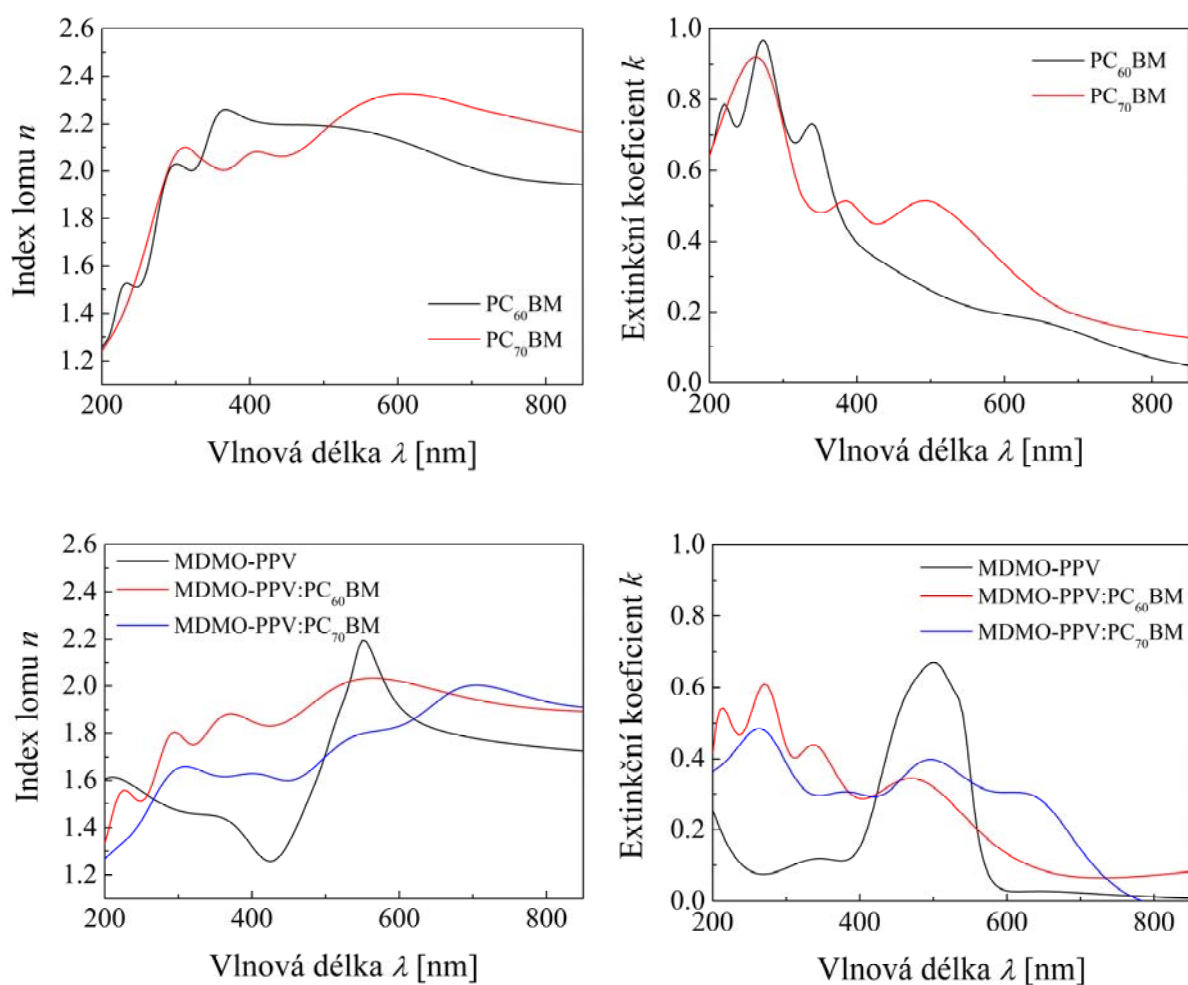 2.6
2.4
2.2
2.0
1.8
1.6
1.4
1.2
Index lomu n
PC60BM
PC70BM
200 400 600 800
Vlnová délka λ [nm]
1.0
0.8
0.6
0.4
0.2
0.0
Extinkční koeficient k
PC60BM
PC70BM
200 400 600 800
Vlnová délka λ [nm]
2.6
2.4
2.2
2.0
1.8
1.6
1.4
1.2
Index lomu n
MDMO-PPV
MDMO-PPV:PC60BM
MDMO-PPV:PC70BM
200 400 600 800
Vlnová délka λ [nm]
1.0
0.8
0.6
0.4
0.2
0.0
Extinkční koeficient k
MDMO-PPV
MDMO-PPV:PC60BM
MDMO-PPV:PC70BM
200 400 600 800
Vlnová délka λ [nm]